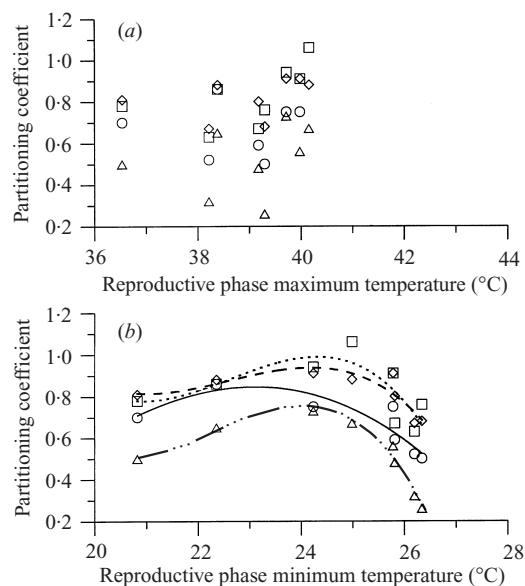 (a)
1·2
1·0
0·8
0·6
0·4
0·2
Partitioning coefficient
36 38 40 42 44
Reproductive phase maximum temperature (°C)
(b)
1·2
1·0
0·8
0·6
0·4
0·2
Partitioning coefficient
20 22 24 26 28
Reproductive phase minimum temperature (°C)